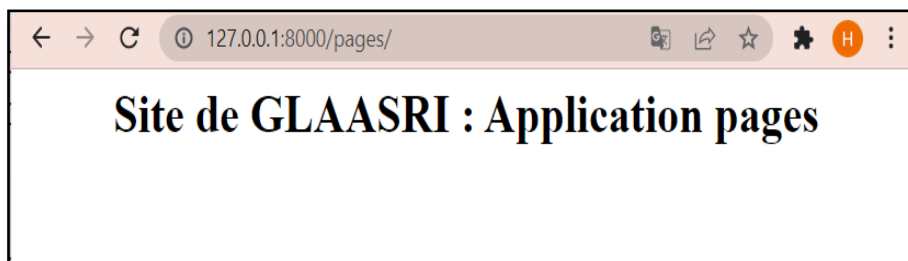 127.0.0.1:8000/pages/
H
Site de GLAASRI : Application pages